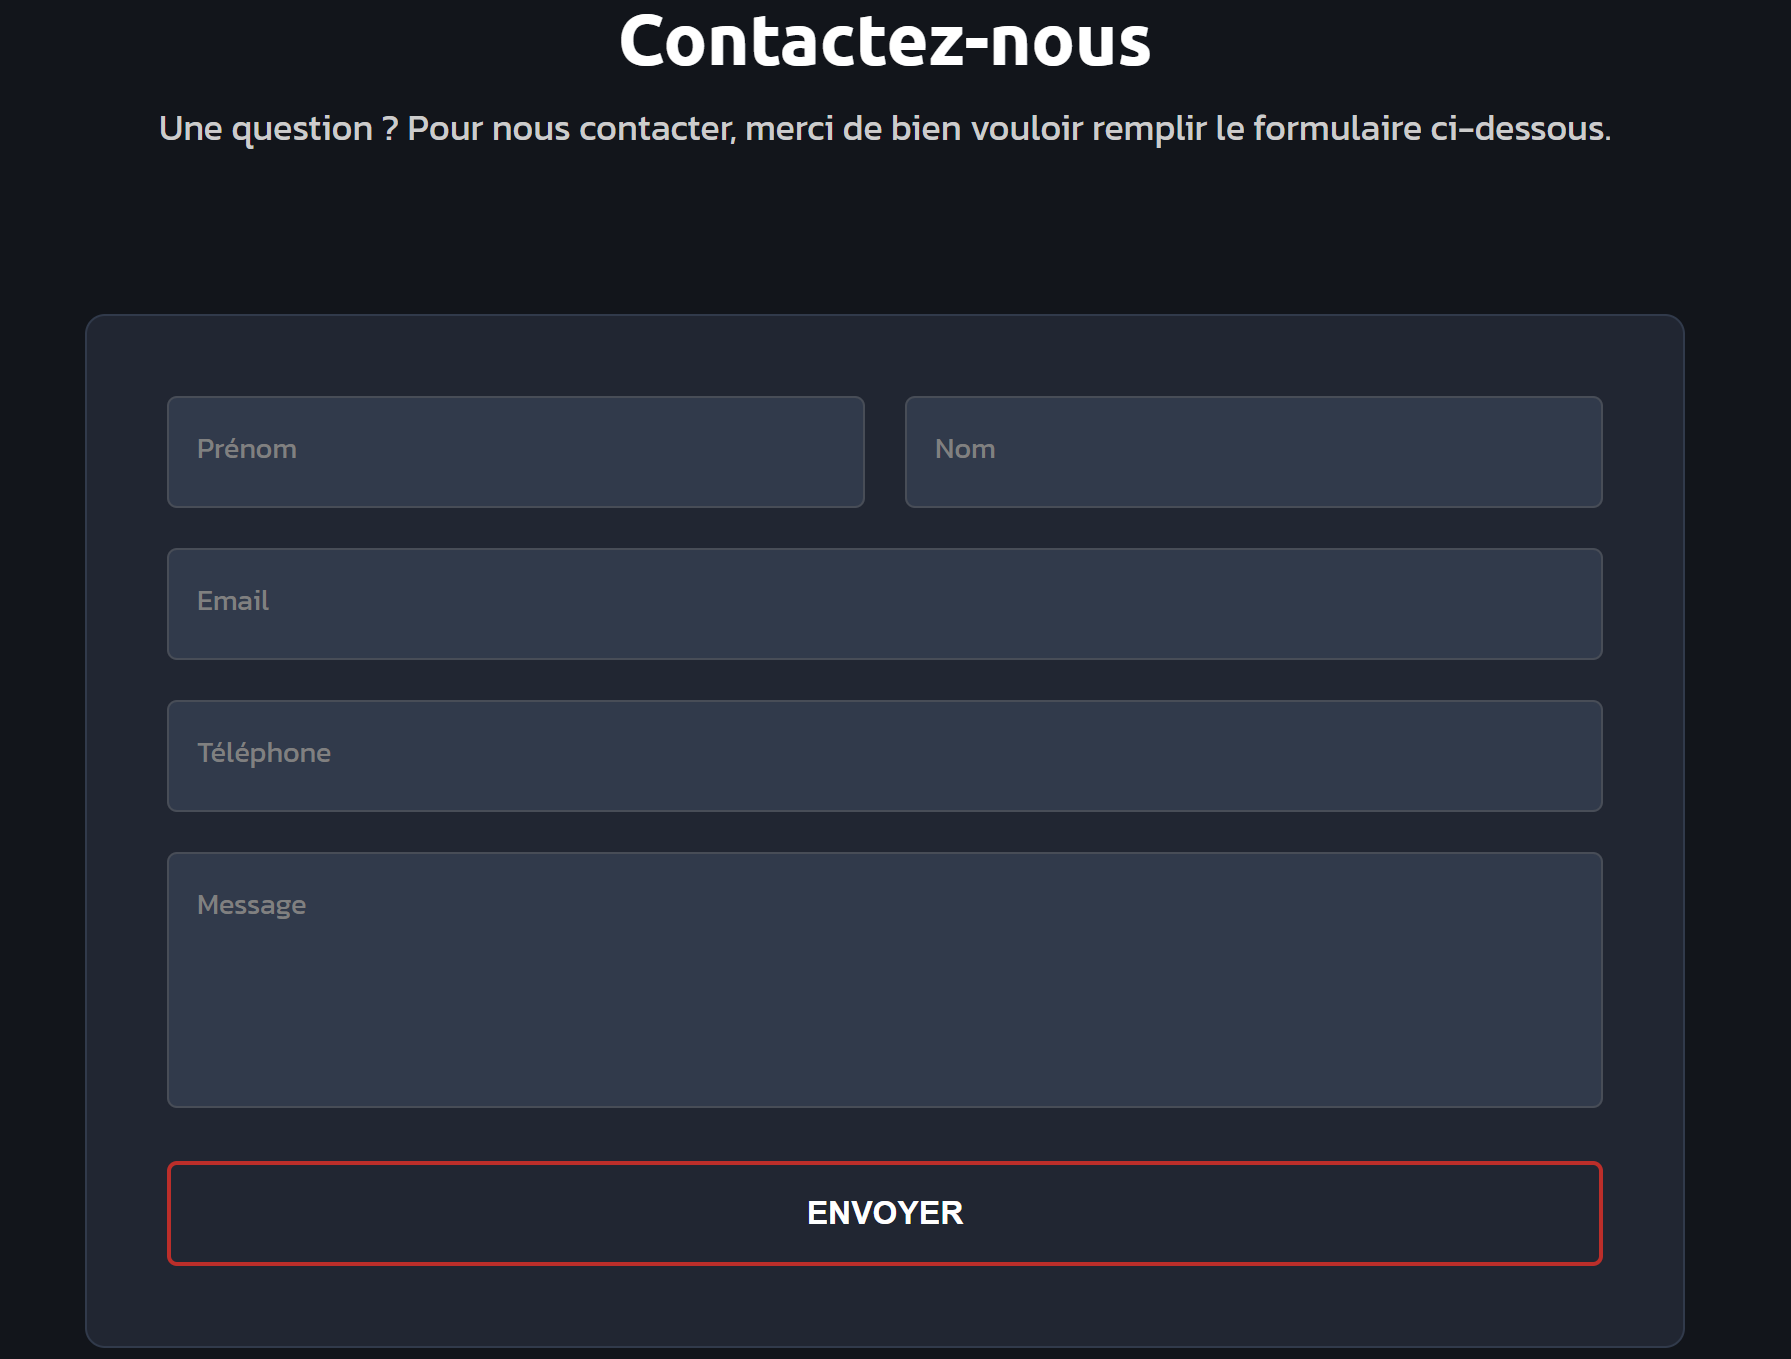 Contactez-nous
Une question ? Pour nous contacter, merci de bien vouloir remplir le formulaire ci-dessous.
Prénom
Nom
Email
Téléphone
Message
ENVOYER